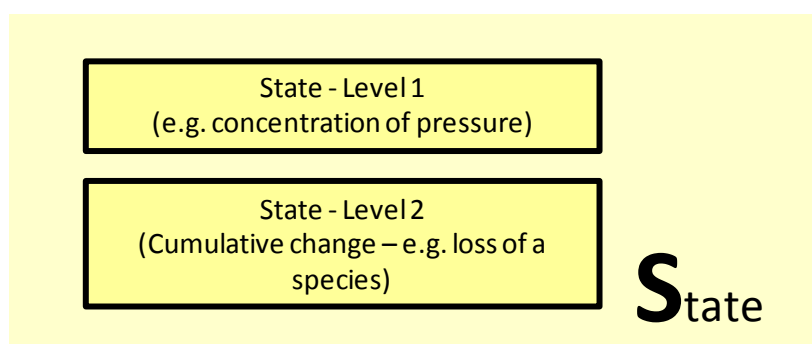 State - Level 1
(e.g. concentration of pressure)
State - Level 2
(Cumulative change – e.g. loss of a
species)
State